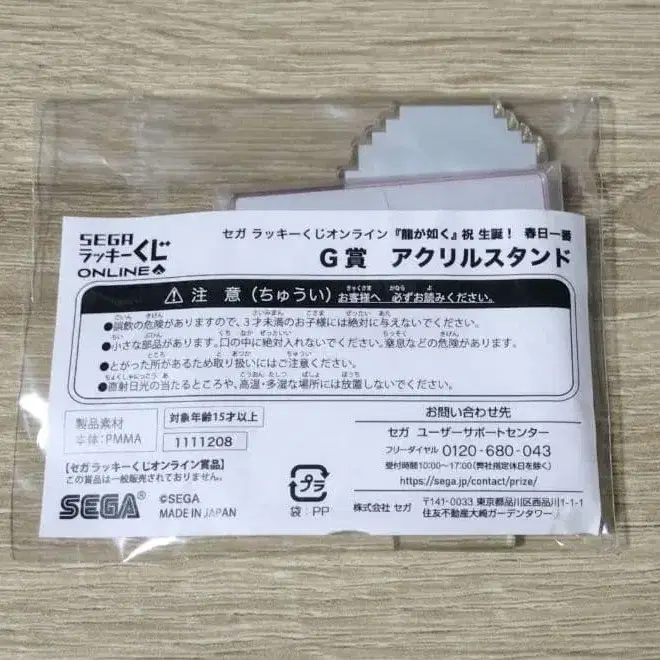 SEGA
ラッキーくじ
ONLINE
セガ ラッキーくじオンライン『龍が如く』祝 生誕! 春日一番
G賞 アクリルスタンド
注 意(ちゅうい) お客様へ 必ずお読みください。
●誤飲の危険がありますので、3才未満のお子様には絶対に与えないでください。
●小さな部品があります。口の中に絶対入れないでください。窒息などの危険があります。
●とがった所があるため取り扱いにはご注意ください。
●直射日光の当たるところや、高温・多湿な場所には放置しないでください。
製品素材
本体:PMMA
対象年齢15才以上
1111208
【セガラッキーくじオンライン賞品】
この賞品は一般販売されておりません。
SEGA®
©SEGA
MADE IN JAPAN
プラ
袋:PP
お問い合わせ先
セガ ユーザーサポートセンター
フリーダイヤル 0120-680-043
受付時間10:00~17:00(弊社指定休日を除く)
https://sega.jp/contact/prize/
株式会社 セガ 〒141-0033 東京都品川区西品川1-1-1
住友不動産大崎ガーデンタワー